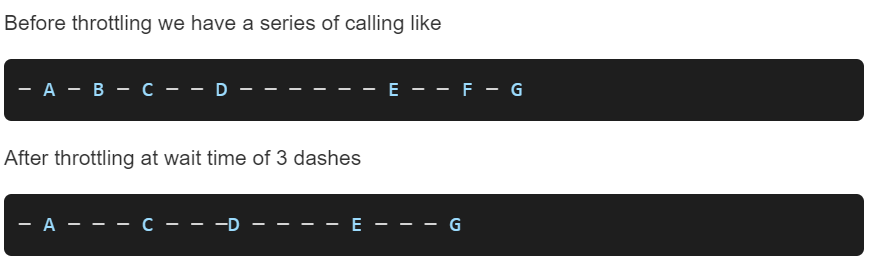 Before throttling we have a series of calling like
─ A ─ B ─ C ─ ─ D ─ ─ ─ ─ ─ ─ E ─ ─ F ─ G
After throttling at wait time of 3 dashes
─ A ─ ─ ─ C ─ ─ ─D ─ ─ ─ ─ E ─ ─ ─ G